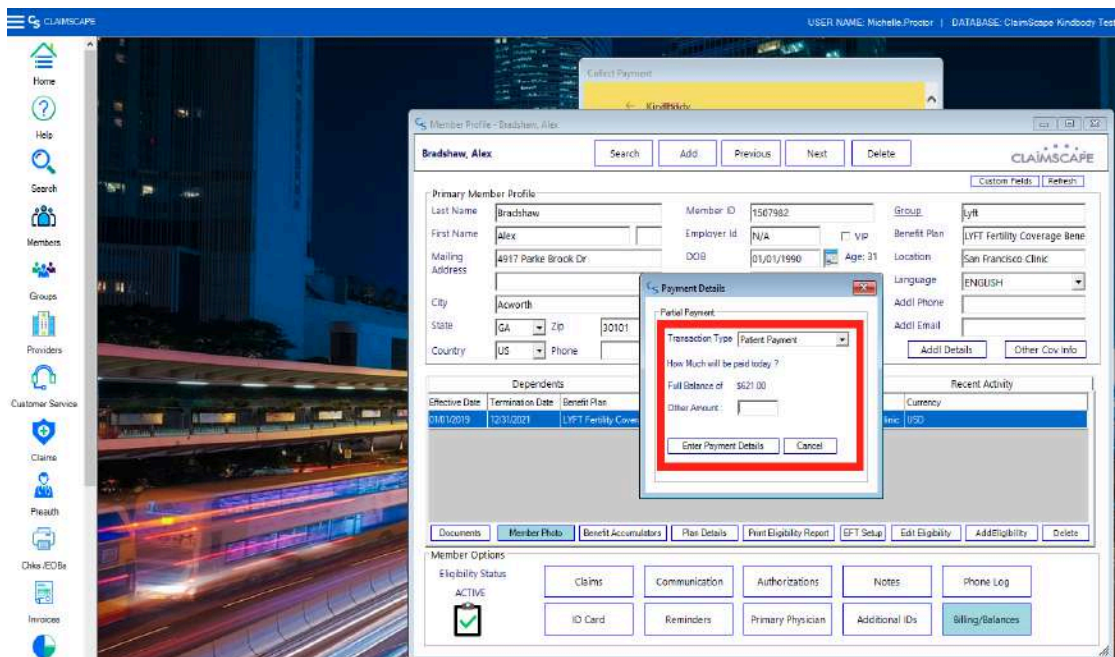 CS CLAIMSCAPE
USER NAME: Michelle.Proctor | DATABASE: ClaimScape Kindbody Test
Home
Help
Search
Members
Groups
Providers
Customer Service
Claims
Preauth
Chks /EOBs
Invoices
Collect Payment
← Kindbody
CS Member Profile - Bradshaw, Alex
Bradshaw, Alex
Search Add Previous Next Delete
CLAIMSCAPE
Custom Fields Refresh
Primary Member Profile
Last Name Bradshaw Member ID 1507982 Group Lyft
First Name Alex Employer Id N/A VIP Benefit Plan LYFT Fertility Coverage Bene
Mailing Address 4917 Parke Brook Dr DOB 01/01/1990 Age: 31 Location San Francisco Clinic
Language ENGLISH
City Acworth Addl Phone
State GA Zip 30101 Addl Email
Country US Phone
Addl Details Other Cov Info
CS Payment Details
Partial Payment
Transaction Type Patient Payment
How Much will be paid today ?
Full Balance of $621.00
Other Amount :
Enter Payment Details Cancel
Dependents Recent Activity
Effective Date Termination Date Benefit Plan Currency
01/01/2019 12/31/2021 LYFT Fertility Cover linic USD
Documents Member Photo Benefit Accumulators Plan Details Print Eligibility Report EFT Setup Edit Eligibility AddEligibility Delete
Member Options
Eligibility Status
ACTIVE
Claims Communication Authorizations Notes Phone Log
ID Card Reminders Primary Physician Additional IDs Billing/Balances